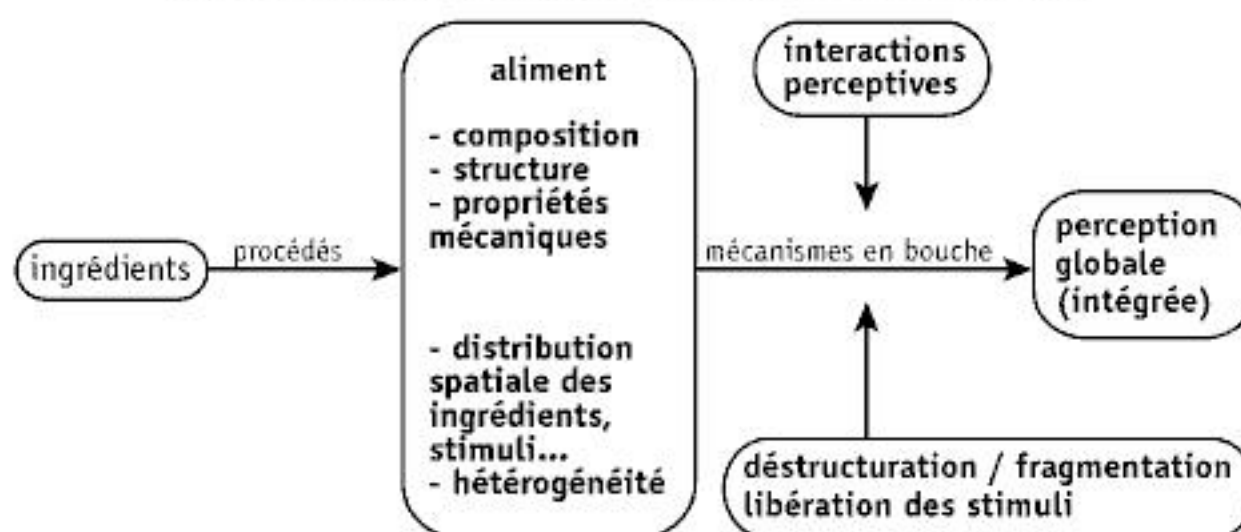 ingrédients
procédés
aliment
- composition
- structure
- propriétés
mécaniques
- distribution
spatiale des
ingrédients,
stimuli...
- hétérogénéité
interactions
perceptives
mécanismes en bouche
déstructuration / fragmentation
libération des stimuli
perception
globale
(intégrée)